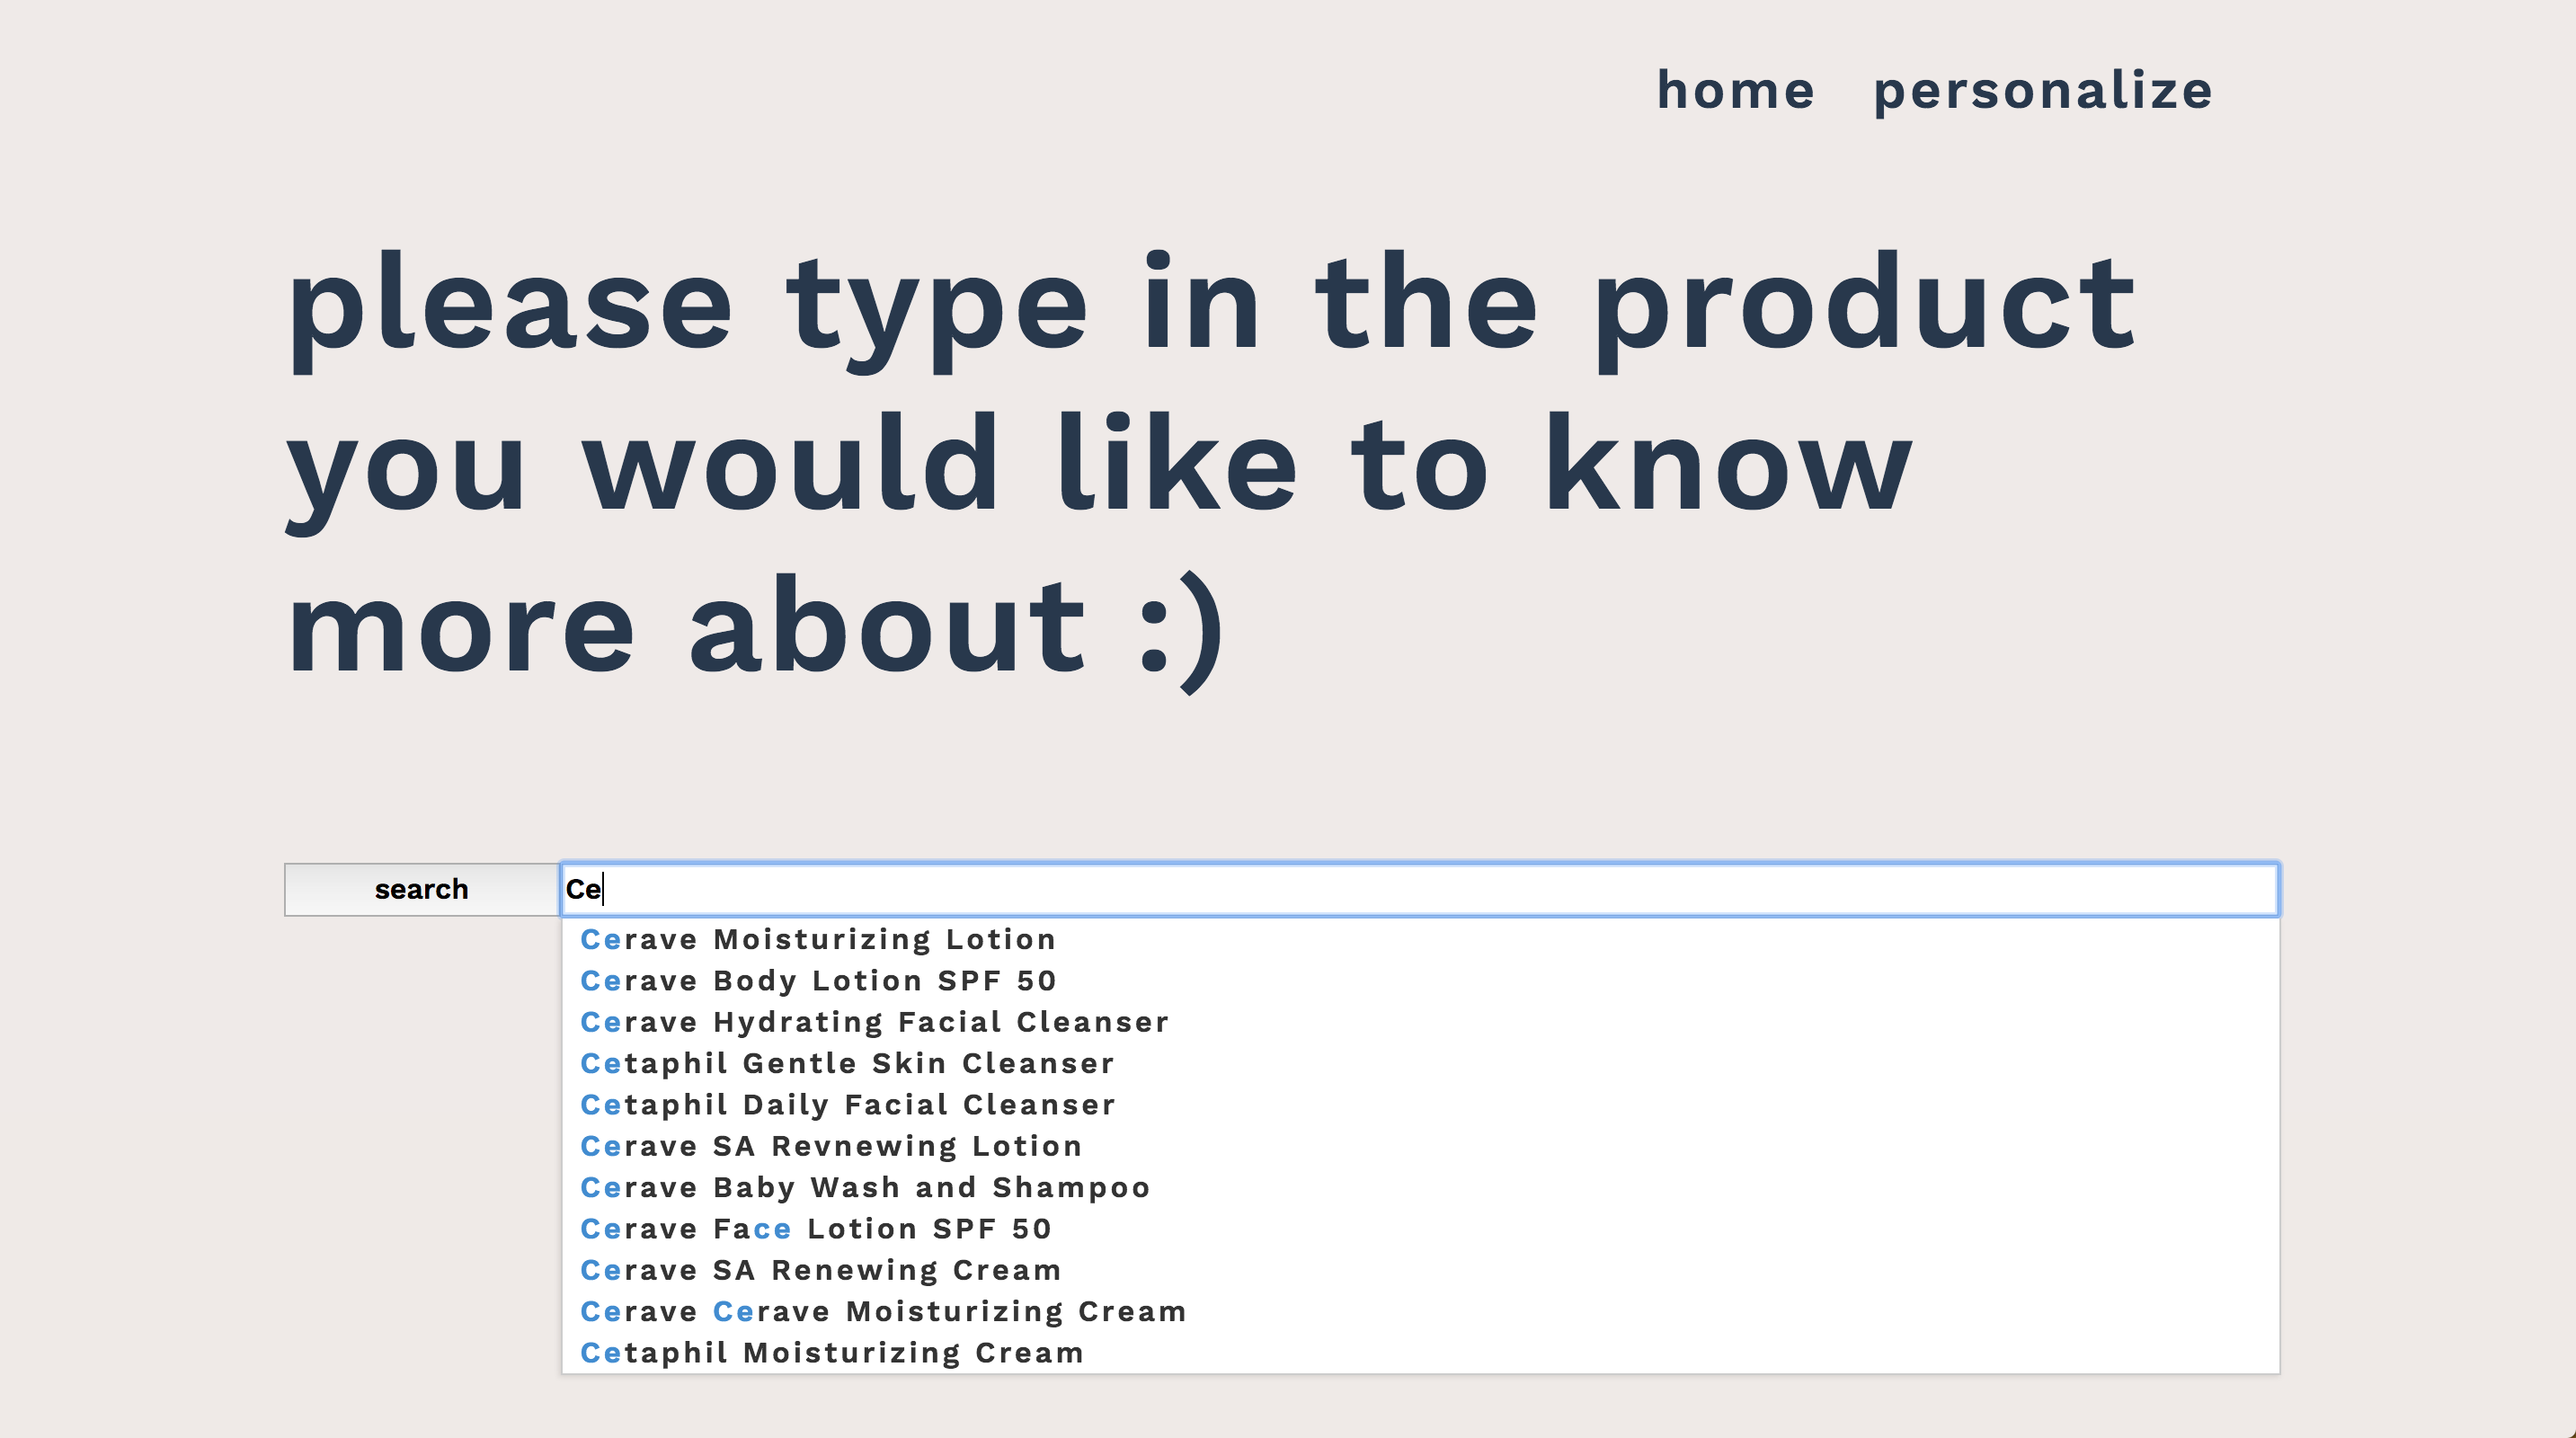 home personalize
please type in the product
you would like to know
more about :)
search Ce
Cerave Moisturizing Lotion
Cerave Body Lotion SPF 50
Cerave Hydrating Facial Cleanser
Cetaphil Gentle Skin Cleanser
Cetaphil Daily Facial Cleanser
Cerave SA Revnewing Lotion
Cerave Baby Wash and Shampoo
Cerave Face Lotion SPF 50
Cerave SA Renewing Cream
Cerave Cerave Moisturizing Cream
Cetaphil Moisturizing Cream